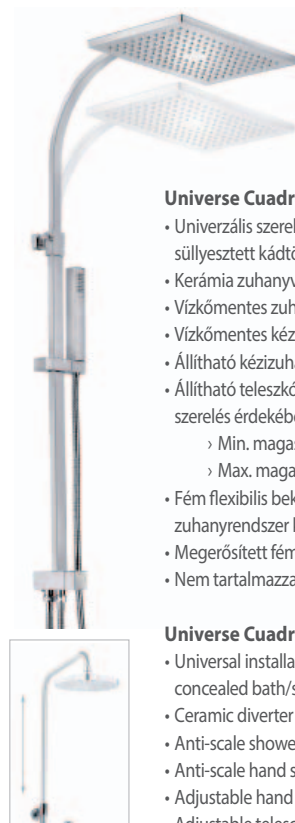 Universe Cuadr
• Univerzális szerel
süllyesztett kádtö
• Kerámia zuhanyv
• Vízkőmentes zuh
• Vízkőmentes kéz
• Állítható kézizuha
• Állítható teleszkó
szerelés érdekébe
› Min. magas
› Max. maga
• Fém flexibilis bek
zuhanyrendszer l
• Megerősített fém
• Nem tartalmazza
Universe Cuadr
• Universal installa
concealed bath/s
• Ceramic diverter
• Anti-scale showe
• Anti-scale hand s
• Adjustable hand
• Adjustable telesc